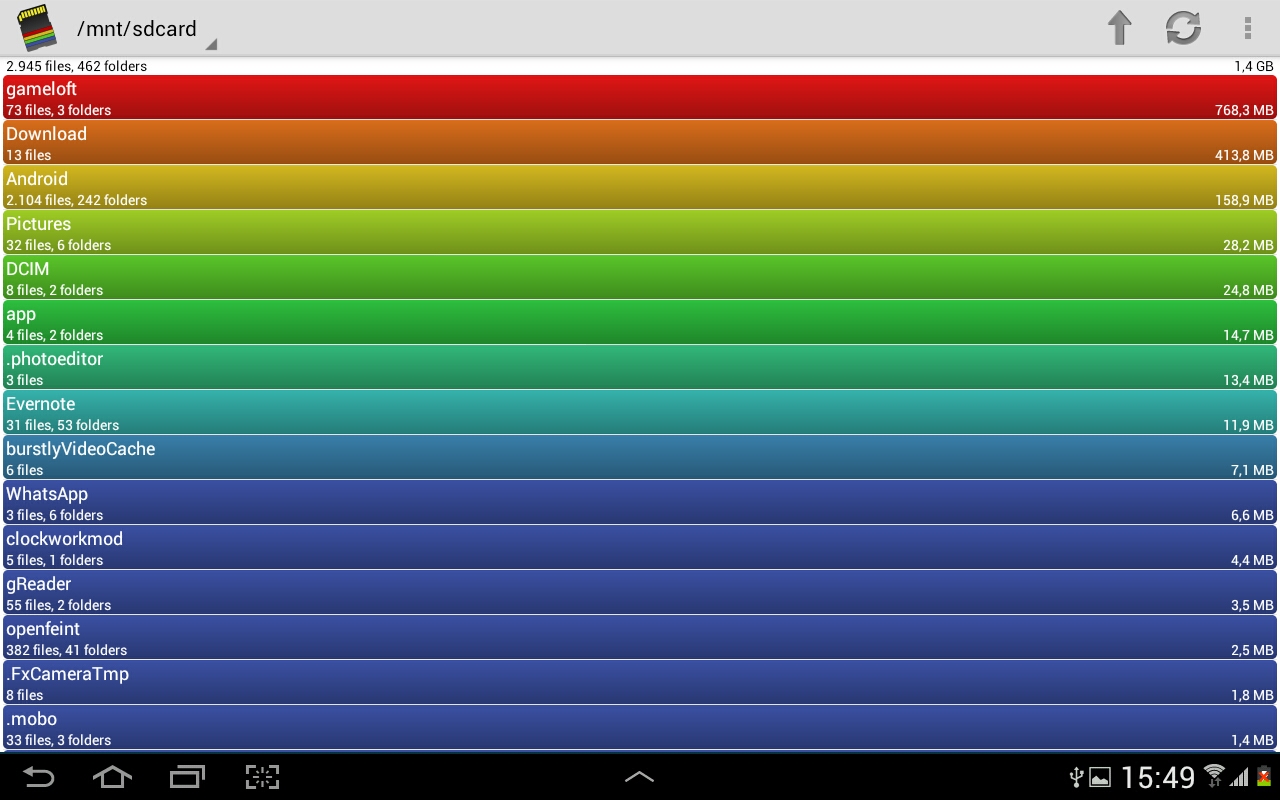 /mnt/sdcard
2.945 files, 462 folders 1,4 GB
gameloft
73 files, 3 folders 768,3 MB
Download
13 files 413,8 MB
Android
2.104 files, 242 folders 158,9 MB
Pictures
32 files, 6 folders 28,2 MB
DCIM
8 files, 2 folders 24,8 MB
app
4 files, 2 folders 14,7 MB
.photoeditor
3 files 13,4 MB
Evernote
31 files, 53 folders 11,9 MB
burstlyVideoCache
6 files 7,1 MB
WhatsApp
3 files, 6 folders 6,6 MB
clockworkmod
5 files, 1 folders 4,4 MB
gReader
55 files, 2 folders 3,5 MB
openfeint
382 files, 41 folders 2,5 MB
.FxCameraTmp
8 files 1,8 MB
.mobo
33 files, 3 folders 1,4 MB
15:49